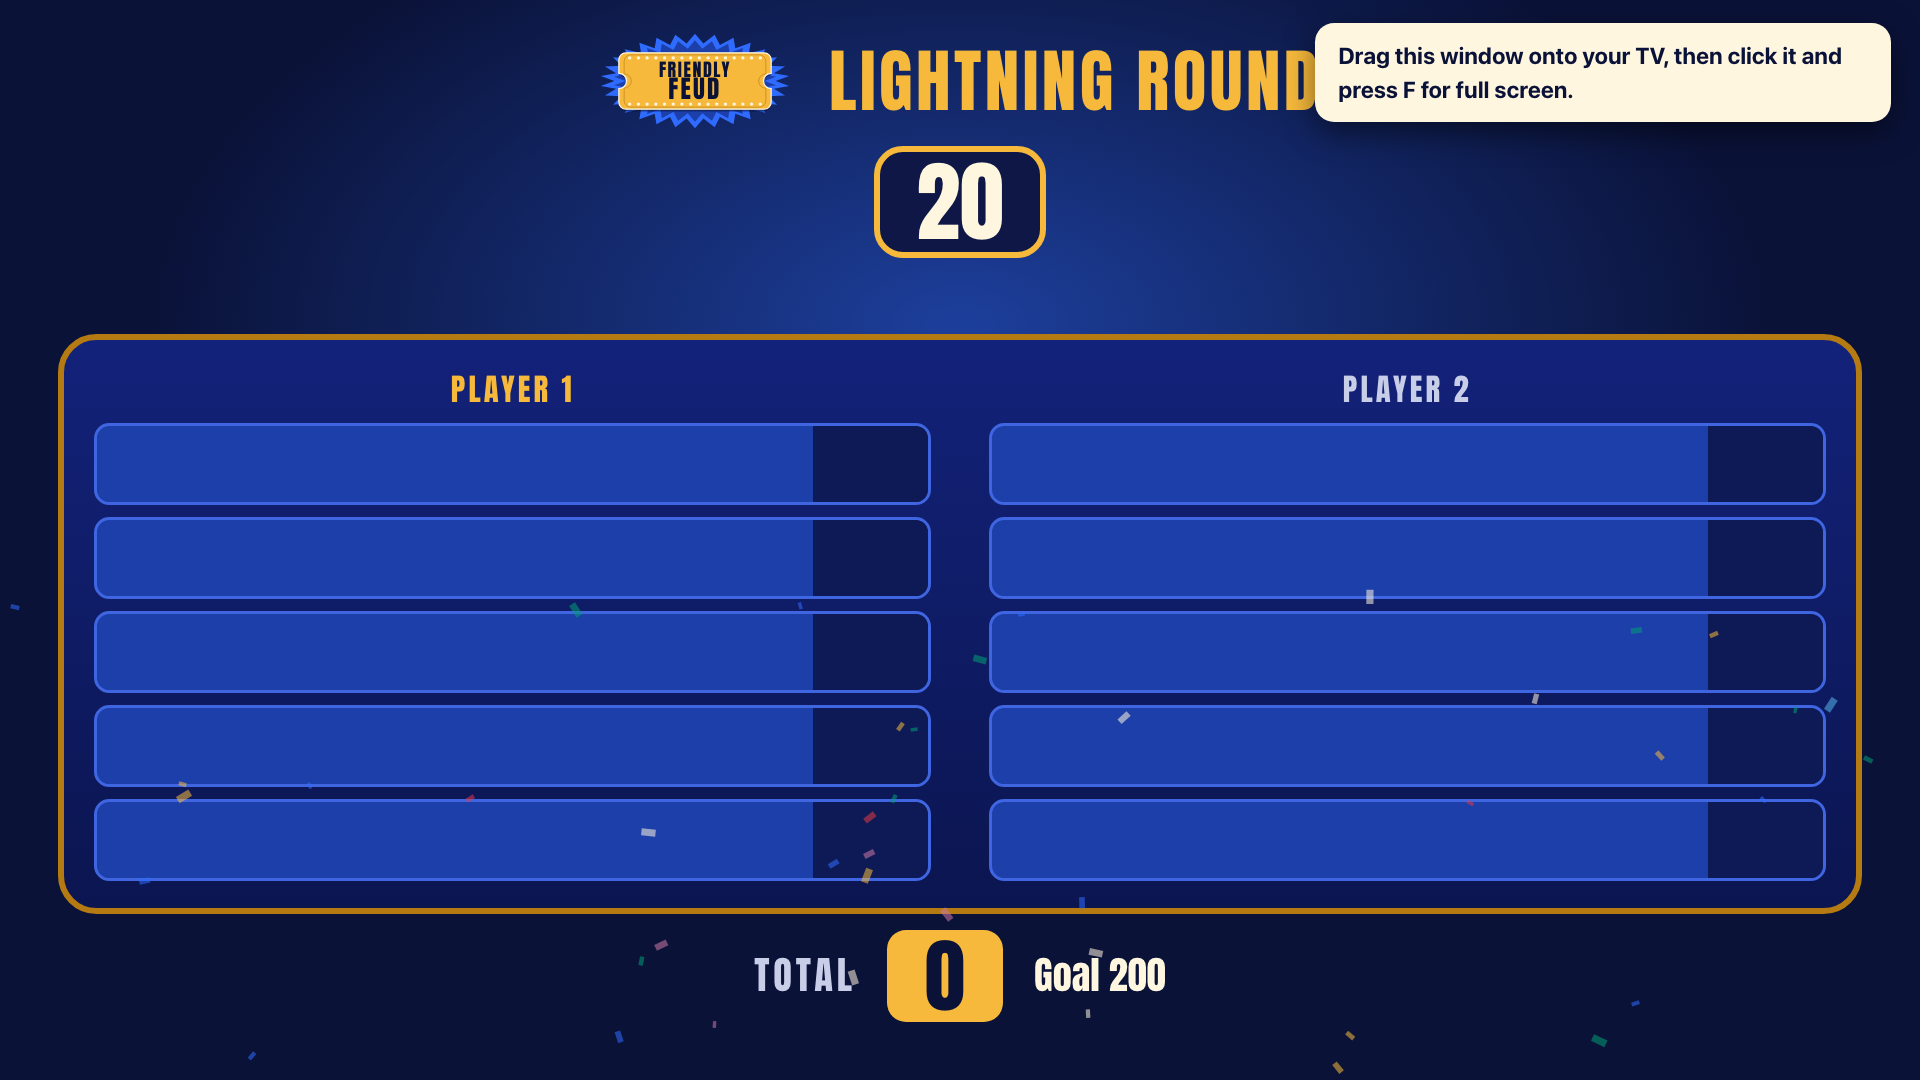 FRIENDLY
FEUD
LIGHTNING ROUND
Drag this window onto your TV, then click it and
press F for full screen.
20
PLAYER 1
PLAYER 2
TOTAL
0
Goal 200